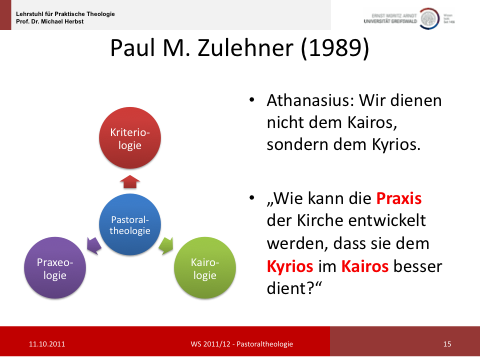 Lehrstuhl für Praktische Theologie
Prof. Dr. Michael Herbst
ERNST MORITZ ARNDT
UNIVERSITÄT GREIFSWALD
Paul M. Zulehner (1989)
Kriterio-
logie
Pastoral-
theologie
Praxeo-
logie
Kairo-
logie
• Athanasius: Wir dienen
nicht dem Kairos,
sondern dem Kyrios.
• „Wie kann die Praxis
der Kirche entwickelt
werden, dass sie dem
Kyrios im Kairos besser
dient?“
11.10.2011
WS 2011/12 - Pastoraltheologie
15